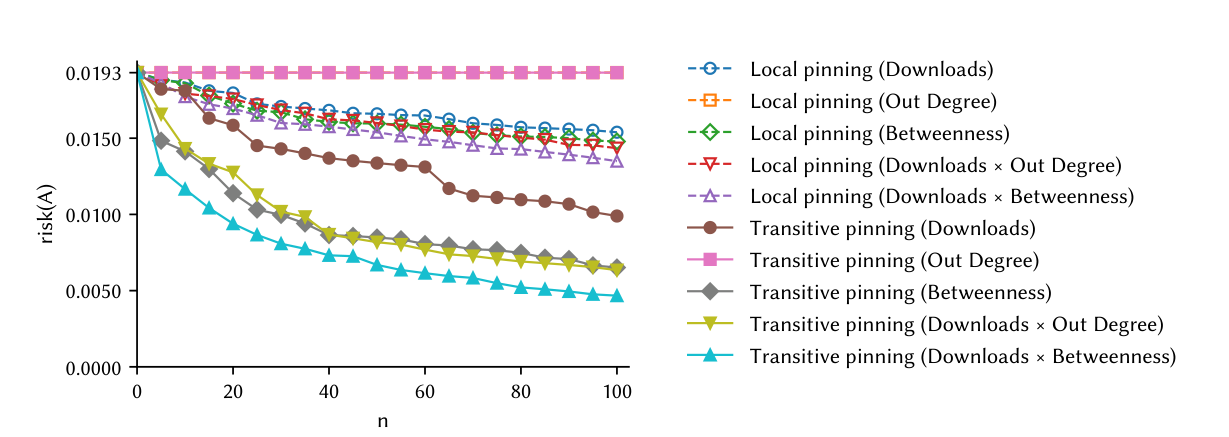 risk(A)
0.0193
0.0150
0.0100
0.0050
0.0000
0
20
40
60
80
100
n
Local pinning (Downloads)
Local pinning (Out Degree)
Local pinning (Betweenness)
Local pinning (Downloads × Out Degree)
Local pinning (Downloads × Betweenness)
Transitive pinning (Downloads)
Transitive pinning (Out Degree)
Transitive pinning (Betweenness)
Transitive pinning (Downloads × Out Degree)
Transitive pinning (Downloads × Betweenness)